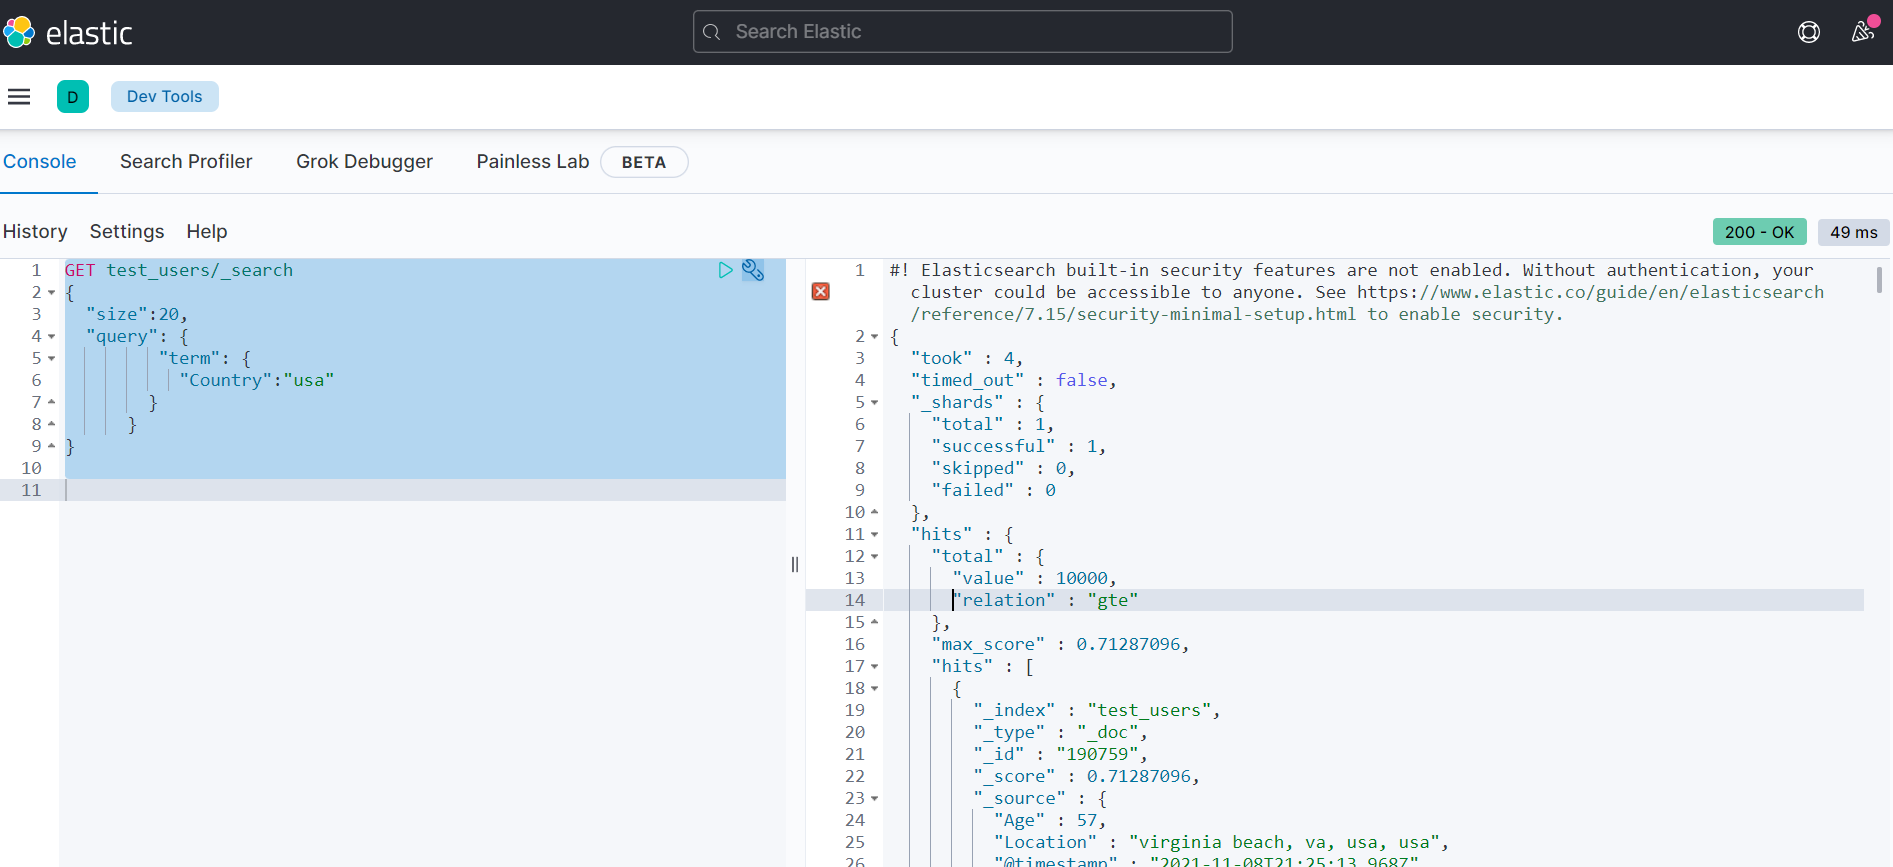 elastic
Search Elastic
D
Dev Tools
Console
Search Profiler
Grok Debugger
Painless Lab
BETA
History
Settings
Help
200 - OK
49 ms
1 GET test_users/_search
2 {
3 "size":20,
4 "query": {
5 "term": {
6 "Country":"usa"
7 }
8 }
9 }
10
11
1 #! Elasticsearch built-in security features are not enabled. Without authentication, your
cluster could be accessible to anyone. See https://www.elastic.co/guide/en/elasticsearch
/reference/7.15/security-minimal-setup.html to enable security.
2 {
3 "took" : 4,
4 "timed_out" : false,
5 "_shards" : {
6 "total" : 1,
7 "successful" : 1,
8 "skipped" : 0,
9 "failed" : 0
10 },
11 "hits" : {
12 "total" : {
13 "value" : 10000,
14 "relation" : "gte"
15 },
16 "max_score" : 0.71287096,
17 "hits" : [
18 {
19 "_index" : "test_users",
20 "_type" : "_doc",
21 "_id" : "190759",
22 "_score" : 0.71287096,
23 "_source" : {
24 "Age" : 57,
25 "Location" : "virginia beach, va, usa, usa",
26 "@timestamp" : "2021-11-08T21:25:13.968Z"